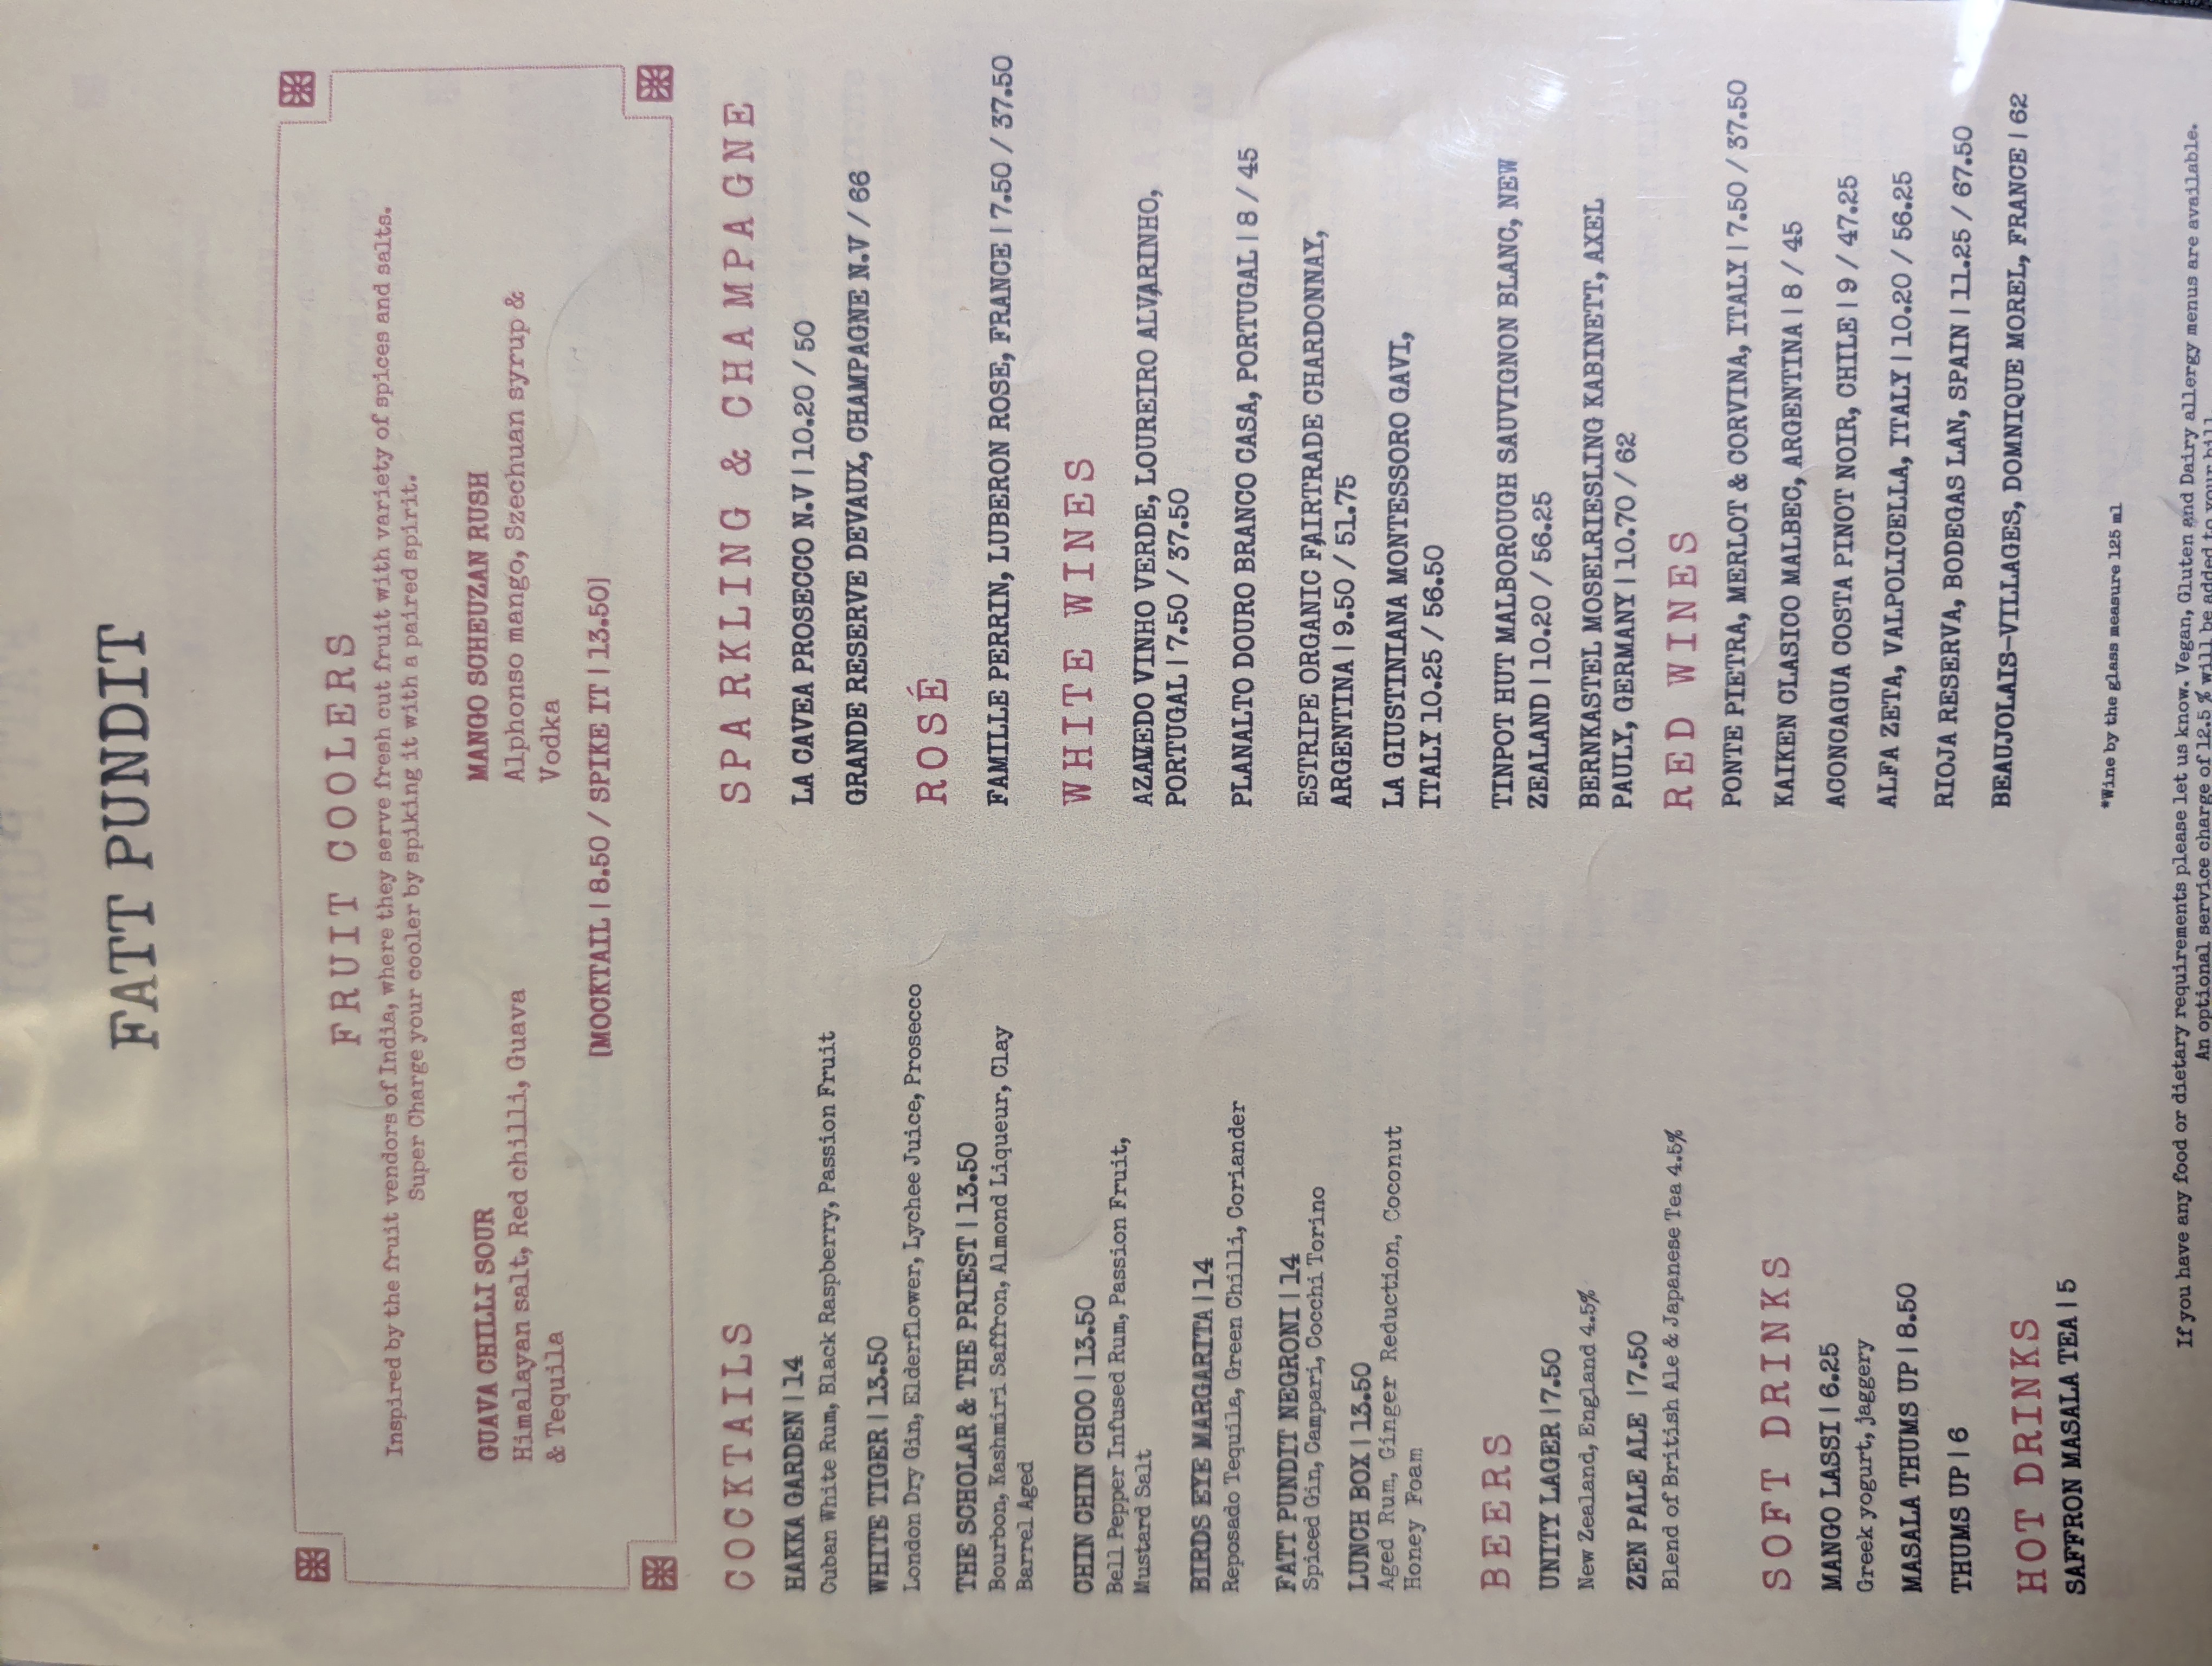 FATT PUNDIT
FRUIT COOLERS
Inspired by the fruit vendors of India, where they serve fresh cut fruit with variety of spices and salts.
Super Charge your cooler by spiking it with a paired spirit.
GUAVA CHILLI SOUR
Himalayan salt, Red chilli, Guava
& Tequila
MANGO SCHEUZAN RUSH
Alphonso mango, Szechuan syrup &
Vodka
[MOCKTAIL | 8.50 / SPIKE IT | 13.50]
COCKTAILS
HAKKA GARDEN | 14
Cuban White Rum, Black Raspberry, Passion Fruit
WHITE TIGER | 13.50
London Dry Gin, Elderflower, Lychee Juice, Prosecco
THE SCHOLAR & THE PRIEST | 13.50
Bourbon, Kashmiri Saffron, Almond Liqueur, Clay
Barrel Aged
CHIN CHIN CHOO | 13.50
Bell Pepper Infused Rum, Passion Fruit,
Mustard Salt
BIRDS EYE MARGARITA | 14
Reposado Tequila, Green Chilli, Coriander
FATT PUNDIT NEGRONI | 14
Spiced Gin, Campari, Cocchi Torino
LUNCH BOX | 13.50
Aged Rum, Ginger Reduction, Coconut
Honey Foam
BEERS
UNITY LAGER | 7.50
New Zealand, England 4.5%
ZEN PALE ALE | 7.50
Blend of British Ale & Japanese Tea 4.5%
SOFT DRINKS
MANGO LASSI | 6.25
Greek yogurt, jaggery
MASALA THUMS UP | 8.50
THUMS UP | 6
HOT DRINKS
SAFFRON MASALA TEA | 5
SPARKLING & CHAMPAGNE
LA CAVEA PROSECCO N.V | 10.20 / 50
GRANDE RESERVE DEVAUX, CHAMPAGNE N.V / 66
ROSÉ
FAMILLE PERRIN, LUBERON ROSE, FRANCE | 7.50 / 37.50
WHITE WINES
AZAVEDO VINHO VERDE, LOUREIRO ALVARINHO,
PORTUGAL | 7.50 / 37.50
PLANALTO DOURO BRANCO CASA, PORTUGAL | 8 / 45
ESTRIPE ORGANIC FAIRTRADE CHARDONNAY,
ARGENTINA | 9.50 / 51.75
LA GIUSTINIANA MONTESSORO GAVI,
ITALY 10.25 / 56.50
TINPOT HUT MALBOROUGH SAUVIGNON BLANC, NEW
ZEALAND | 10.20 / 56.25
BERNKASTEL MOSELRIESLING KABINETT, AXEL
PAULY, GERMANY | 10.70 / 62
RED WINES
PONTE PIETRA, MERLOT & CORVINA, ITALY | 7.50 / 37.50
KAIKEN CLASICO MALBEC, ARGENTINA | 8 / 45
ACONCAGUA COSTA PINOT NOIR, CHILE | 9 / 47.25
ALFA ZETA, VALPOLICELLA, ITALY | 10.20 / 56.25
RIOJA RESERVA, BODEGAS LAN, SPAIN | 11.25 / 67.50
BEAUJOLAIS-VILLAGES, DOMNIQUE MOREL, FRANCE | 62
*Wine by the glass measure 125 ml
If you have any food or dietary requirements please let us know. Vegan, Gluten and Dairy allergy menus are available.
An optional service charge of 12.5 % will be added to your bill